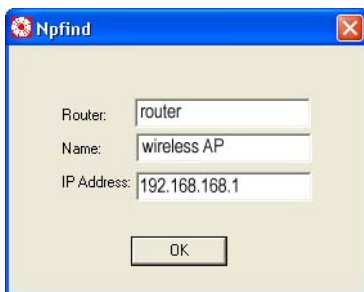 Npfind
Router: router
Name: wireless AP
IP Address: 192.168.168.1
OK